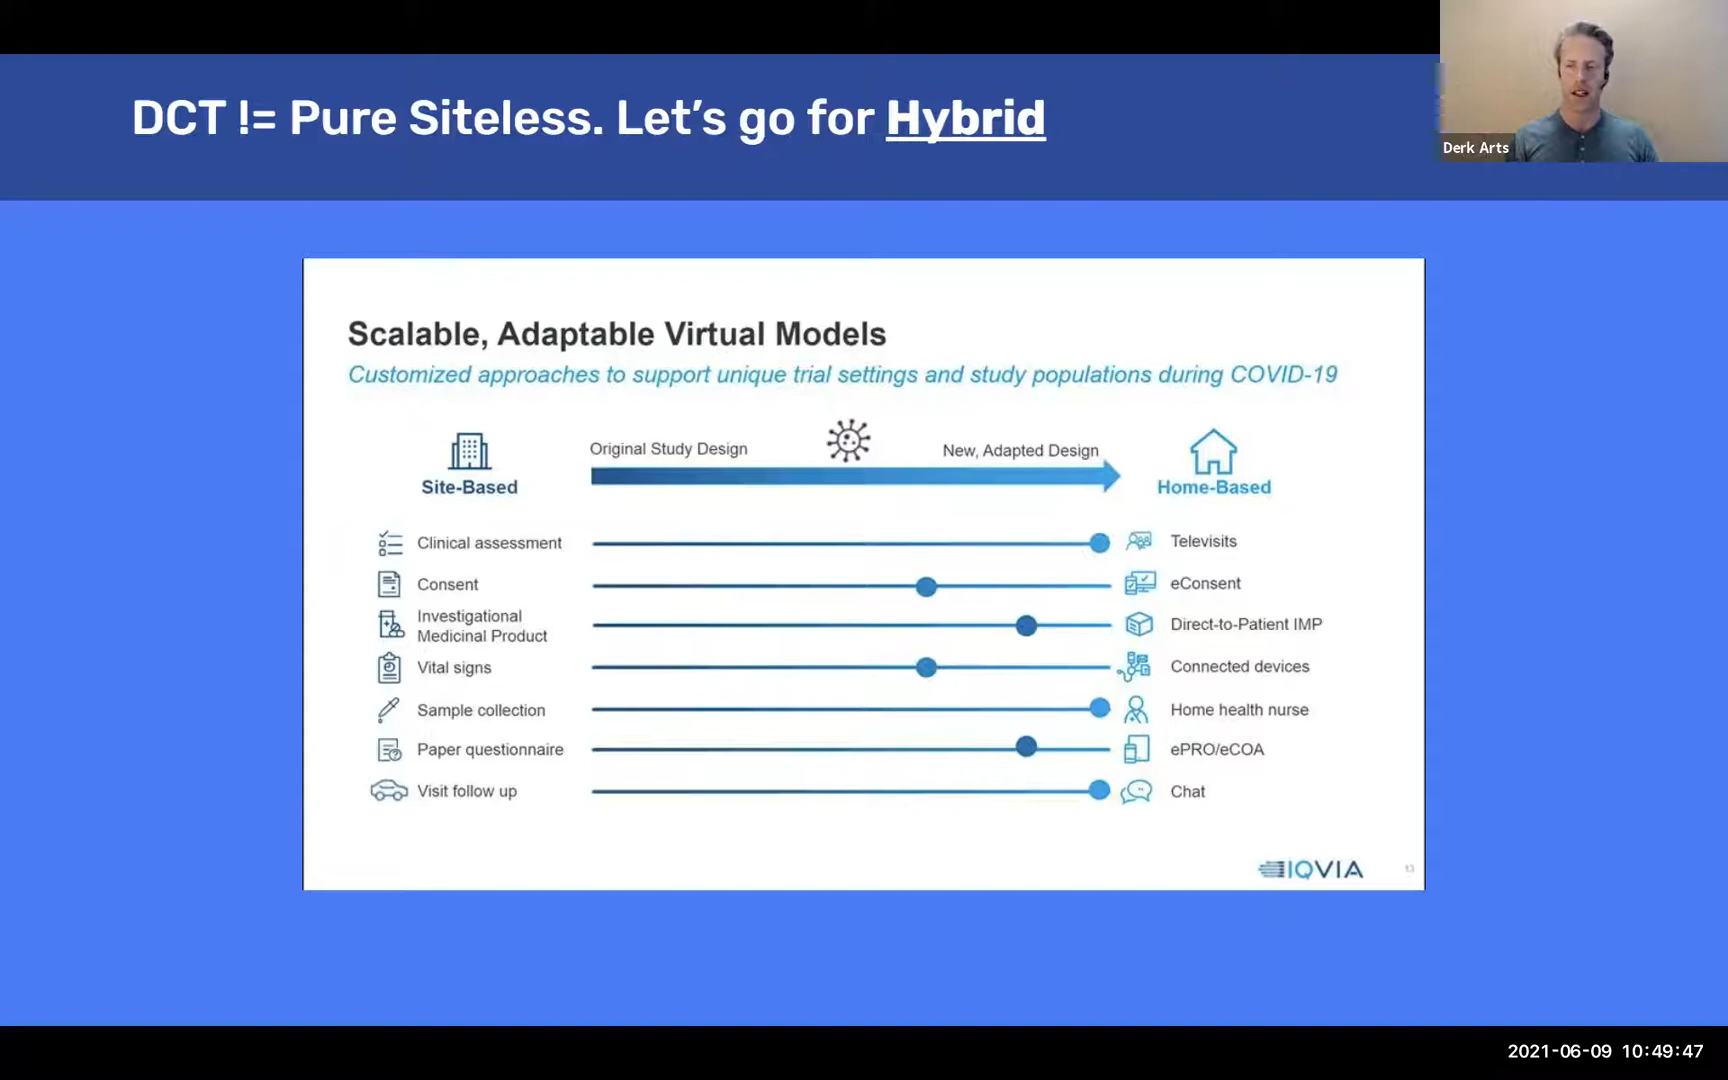 DCT != Pure Siteless. Let's go for Hybrid
Derk Arts
Scalable, Adaptable Virtual Models
Customized approaches to support unique trial settings and study populations during COVID-19
Original Study Design
New, Adapted Design
Site-Based
Home-Based
Clinical assessment
Televisits
Consent
eConsent
Investigational
Medicinal Product
Direct-to-Patient IMP
Vital signs
Connected devices
Sample collection
Home health nurse
Paper questionnaire
ePRO/eCOA
Visit follow up
Chat
IQVIA
2021-06-09 10:49:47